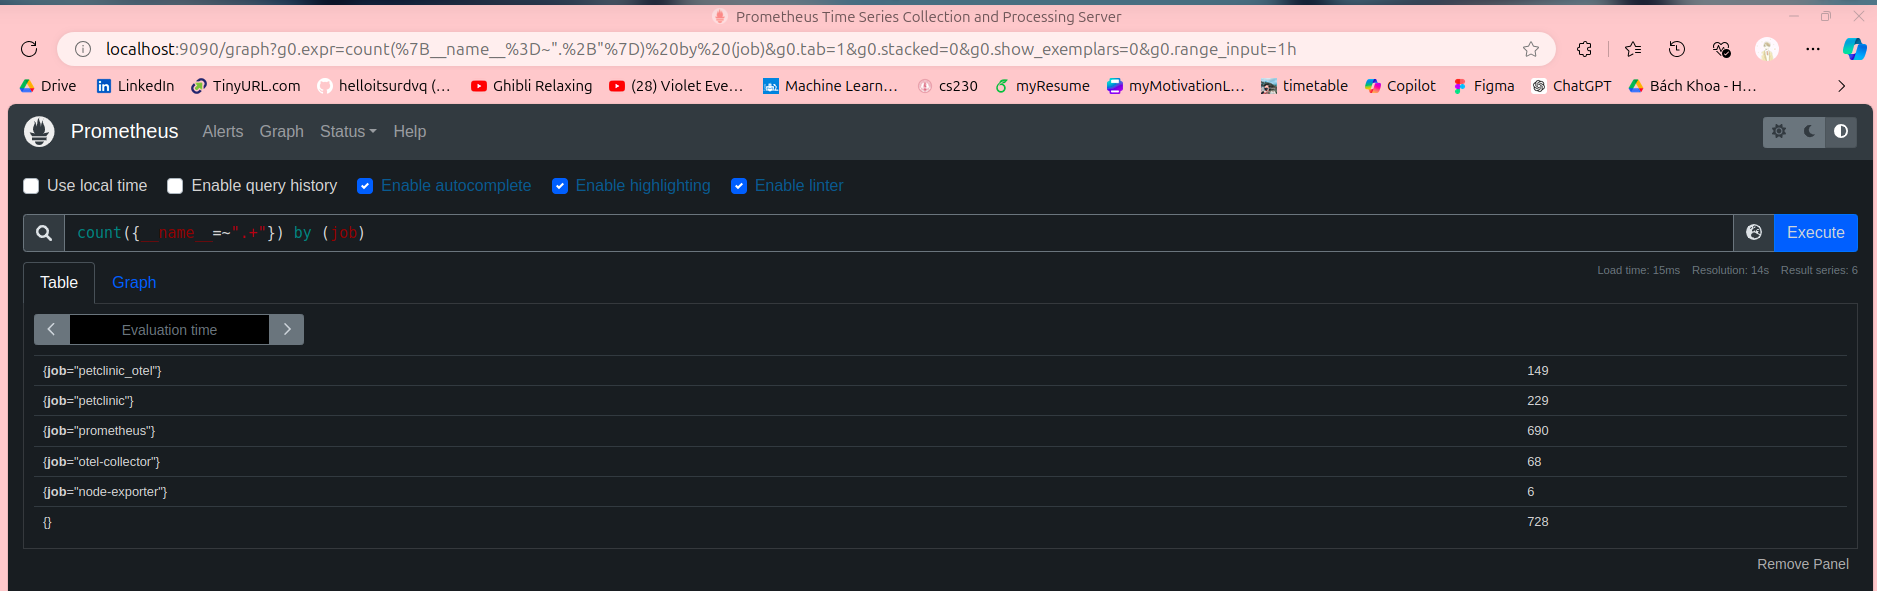 Prometheus Time Series Collection and Processing Server
localhost:9090/graph?g0.expr=count(%7B__name__%3D~".%2B"%7D)%20by%20(job)&g0.tab=1&g0.stacked=0&g0.show_exemplars=0&g0.range_input=1h
Drive LinkedIn TinyURL.com helloitsurdvq (... Ghibli Relaxing (28) Violet Eve... Machine Learn... cs230 myResume myMotivationL... timetable Copilot Figma ChatGPT Bách Khoa - H...
Prometheus Alerts Graph Status Help
Use local time Enable query history Enable autocomplete Enable highlighting Enable linter
count({__name__=~".+"}) by (job) Execute
Table Graph Load time: 15ms Resolution: 14s Result series: 6
Evaluation time
{job="petclinic_otel"} 149
{job="petclinic"} 229
{job="prometheus"} 690
{job="otel-collector"} 68
{job="node-exporter"} 6
{} 728
Remove Panel